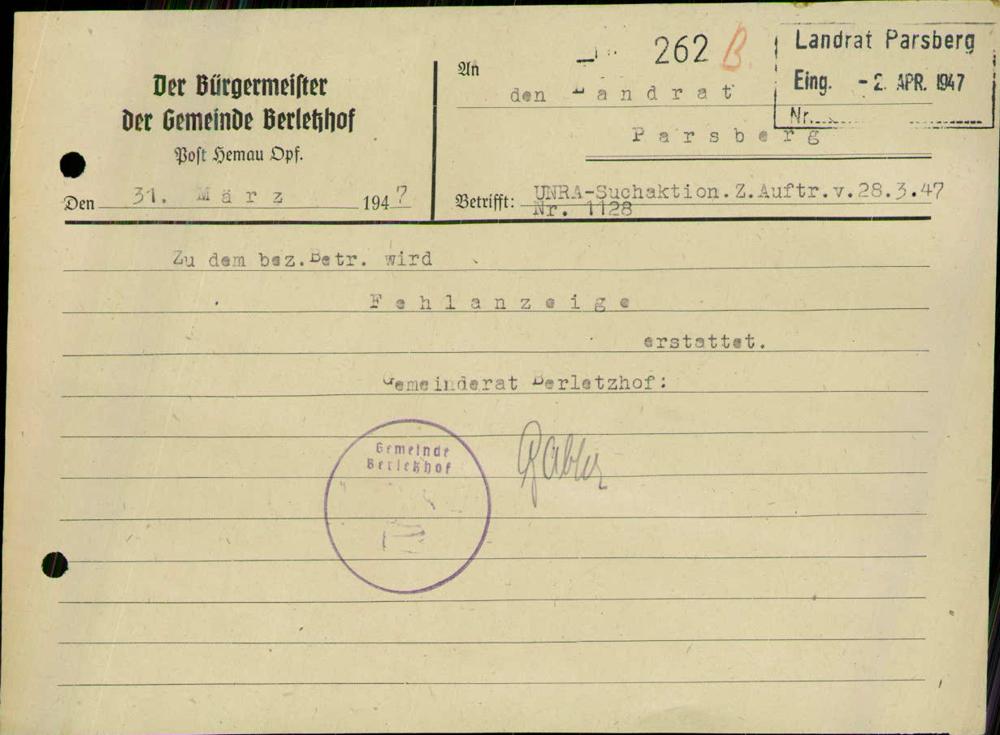 Der Bürgermeister
der Gemeinde Berletzhof
Post Hemau Opf.
Den 31. März 1947
262 B.
An
den Landrat
Parsberg
Landrat Parsberg
Eing. - 2. APR. 1947
Nr.
Betrifft: UNRA-Suchaktion. Z. Auftr. v. 28.3.47
Nr. 1128
Zu dem bez. Betr. wird
Fehlanzeige
erstattet.
Gemeinderat Berletzhof:
Gemeinde
Berletzhof